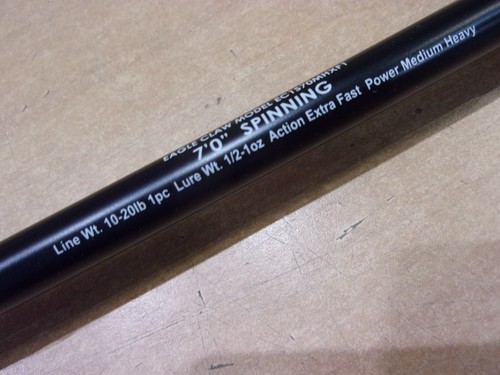 EAGLE CLAW MODEL EC1S70MHXF1
7'0" SPINNING
Line Wt. 10-20lb 1pc Lure Wt. 1/2-1oz Action Extra Fast Power Medium Heavy